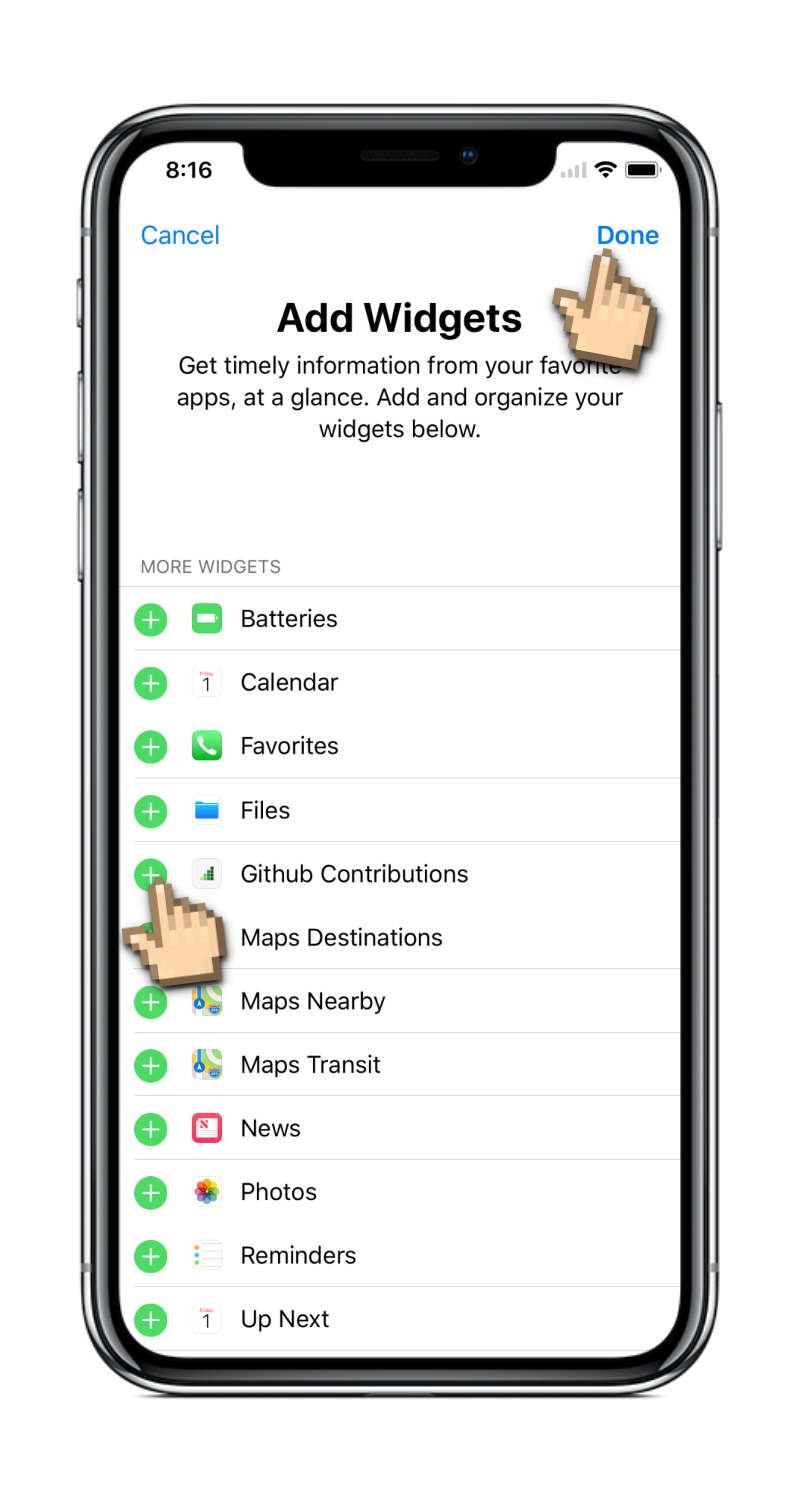 8:16
Cancel
Done
Add Widgets
Get timely information from your favorite
apps, at a glance. Add and organize your
widgets below.
MORE WIDGETS
Batteries
Friday
1
Calendar
Favorites
Files
Github Contributions
Maps Destinations
Maps Nearby
Maps Transit
News
Photos
Reminders
Friday
1
Up Next